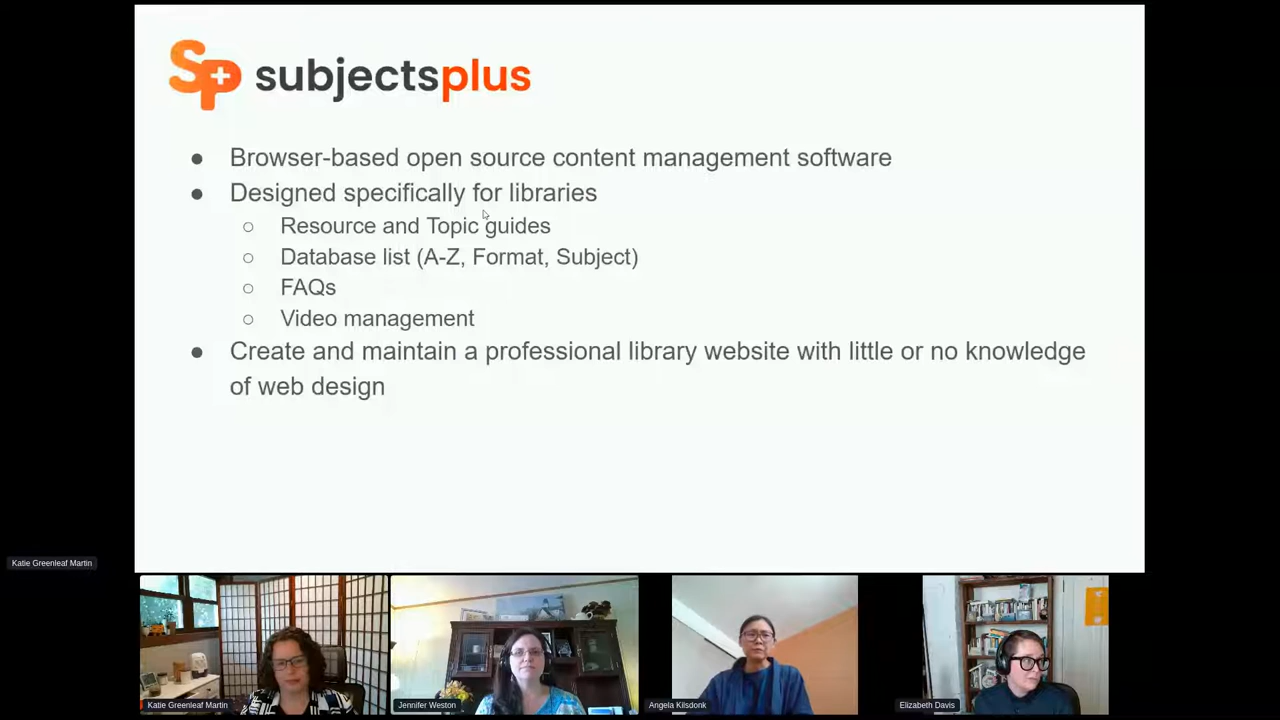 SP+ subjectsplus
● Browser-based open source content management software
● Designed specifically for libraries
○ Resource and Topic guides
○ Database list (A-Z, Format, Subject)
○ FAQs
○ Video management
● Create and maintain a professional library website with little or no knowledge
of web design
Katie Greenleaf Martin
Katie Greenleaf Martin
Jennifer Weston
Angela Kilsdonk
Elizabeth Davis